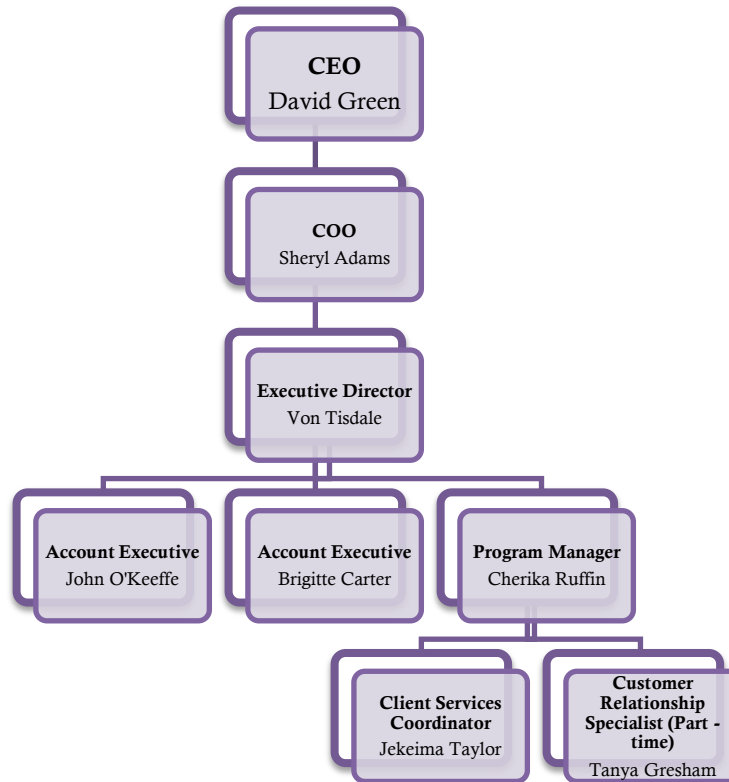 CEO
David Green
COO
Sheryl Adams
Executive Director
Von Tisdale
Account Executive
John O'Keeffe
Account Executive
Brigitte Carter
Program Manager
Cherika Ruffin
Client Services
Coordinator
Jekeima Taylor
Customer
Relationship
Specialist (Part -
time)
Tanya Gresham